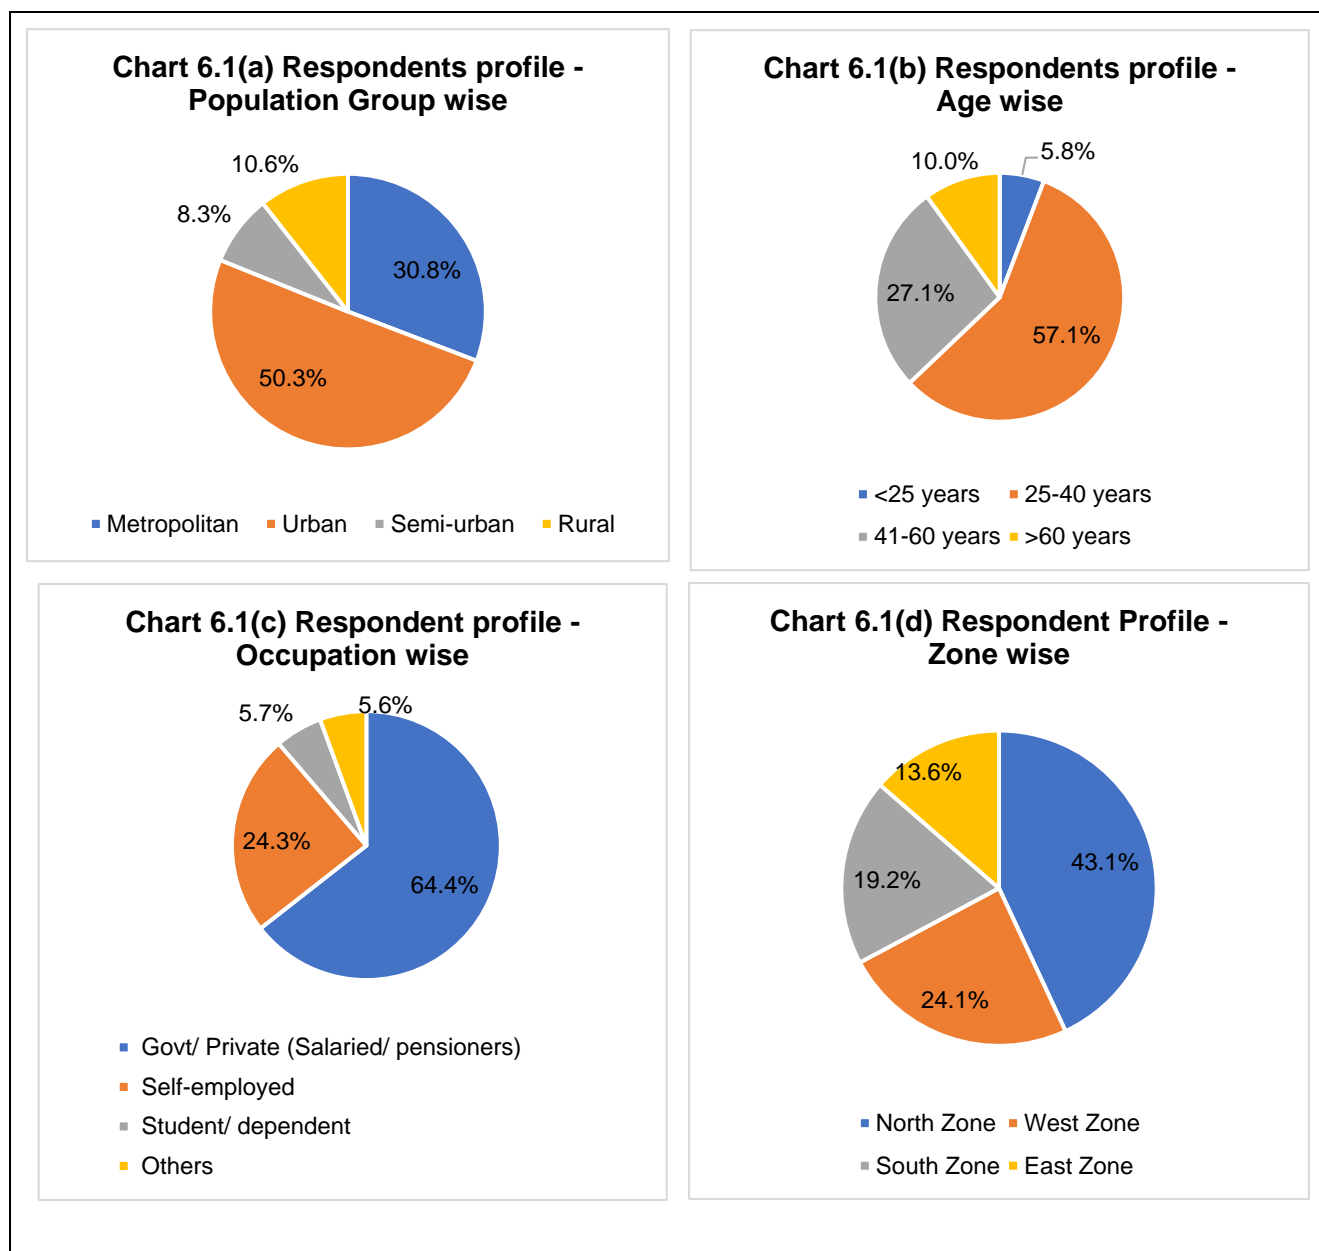 Chart 6.1(a) Respondents profile -
Population Group wise
10.6%
8.3%
30.8%
50.3%
Metropolitan Urban Semi-urban Rural
Chart 6.1(b) Respondents profile -
Age wise
10.0% 5.8%
27.1%
57.1%
<25 years 25-40 years
41-60 years >60 years
Chart 6.1(c) Respondent profile -
Occupation wise
5.7% 5.6%
24.3%
64.4%
Govt/ Private (Salaried/ pensioners)
Self-employed
Student/ dependent
Others
Chart 6.1(d) Respondent Profile -
Zone wise
13.6%
43.1%
19.2%
24.1%
North Zone West Zone
South Zone East Zone